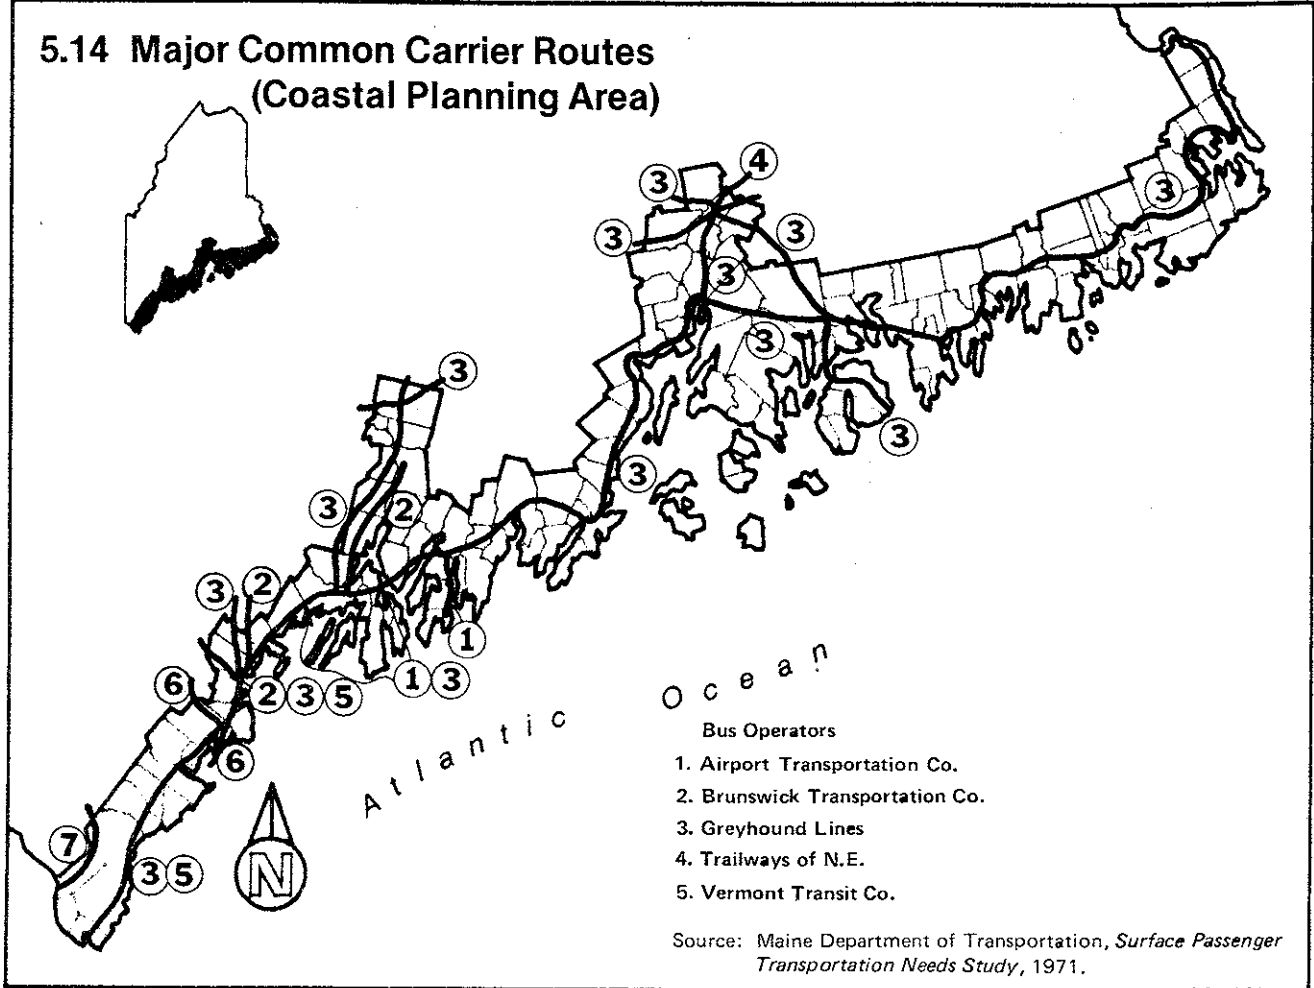 5.14 Major Common Carrier Routes
(Coastal Planning Area)
4
3
3
3
3
3
3
3
3
3
3
2
3 2
1
6
2 3 5
1 3
6
7
3 5
N
Atlantic Ocean
Bus Operators
1. Airport Transportation Co.
2. Brunswick Transportation Co.
3. Greyhound Lines
4. Trailways of N.E.
5. Vermont Transit Co.
Source: Maine Department of Transportation, Surface Passenger
Transportation Needs Study, 1971.